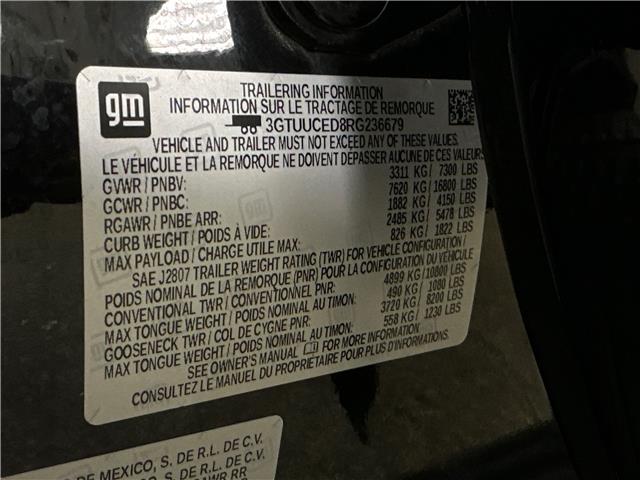 gm
TRAILERING INFORMATION
INFORMATION SUR LE TRACTAGE DE REMORQUE
3GTUUCED8RG236679
VEHICLE AND TRAILER MUST NOT EXCEED ANY OF THESE VALUES
LE VÉHICULE ET LA REMORQUE NE DOIVENT DÉPASSER AUCUNE DE CES VALEURS
GVWR / PNBV: 3311 KG / 7300 LBS
GCWR / PNBC: 7620 KG / 16800 LBS
RGAWR / PNBE ARR: 1882 KG / 4150 LBS
CURB WEIGHT / POIDS À VIDE: 2485 KG / 5478 LBS
MAX PAYLOAD / CHARGE UTILE MAX: 826 KG / 1822 LBS
SAE J2807 TRAILER WEIGHT RATING (TWR) FOR VEHICLE CONFIGURATION /
POIDS NOMINAL DE LA REMORQUE (PNR) POUR LA CONFIGURATION DU VÉHICULE
CONVENTIONAL TWR / CONVENTIONNEL PNR: 4899 KG / 10800 LBS
MAX TONGUE WEIGHT / POIDS NOMINAL AU TIMON: 490 KG / 1080 LBS
GOOSENECK TWR / COL DE CYGNE PNR: 3720 KG / 8200 LBS
MAX TONGUE WEIGHT / POIDS NOMINAL AU TIMON: 558 KG / 1230 LBS
SEE OWNER'S MANUAL FOR MORE INFORMATION.
CONSULTEZ LE MANUEL DU PROPRIÉTAIRE POUR PLUS D'INFORMATION.
DE MEXICO, S. DE R.L. DE C.V.
DE MEXICO, S. DE R.L. DE C.V.
GAWR RR